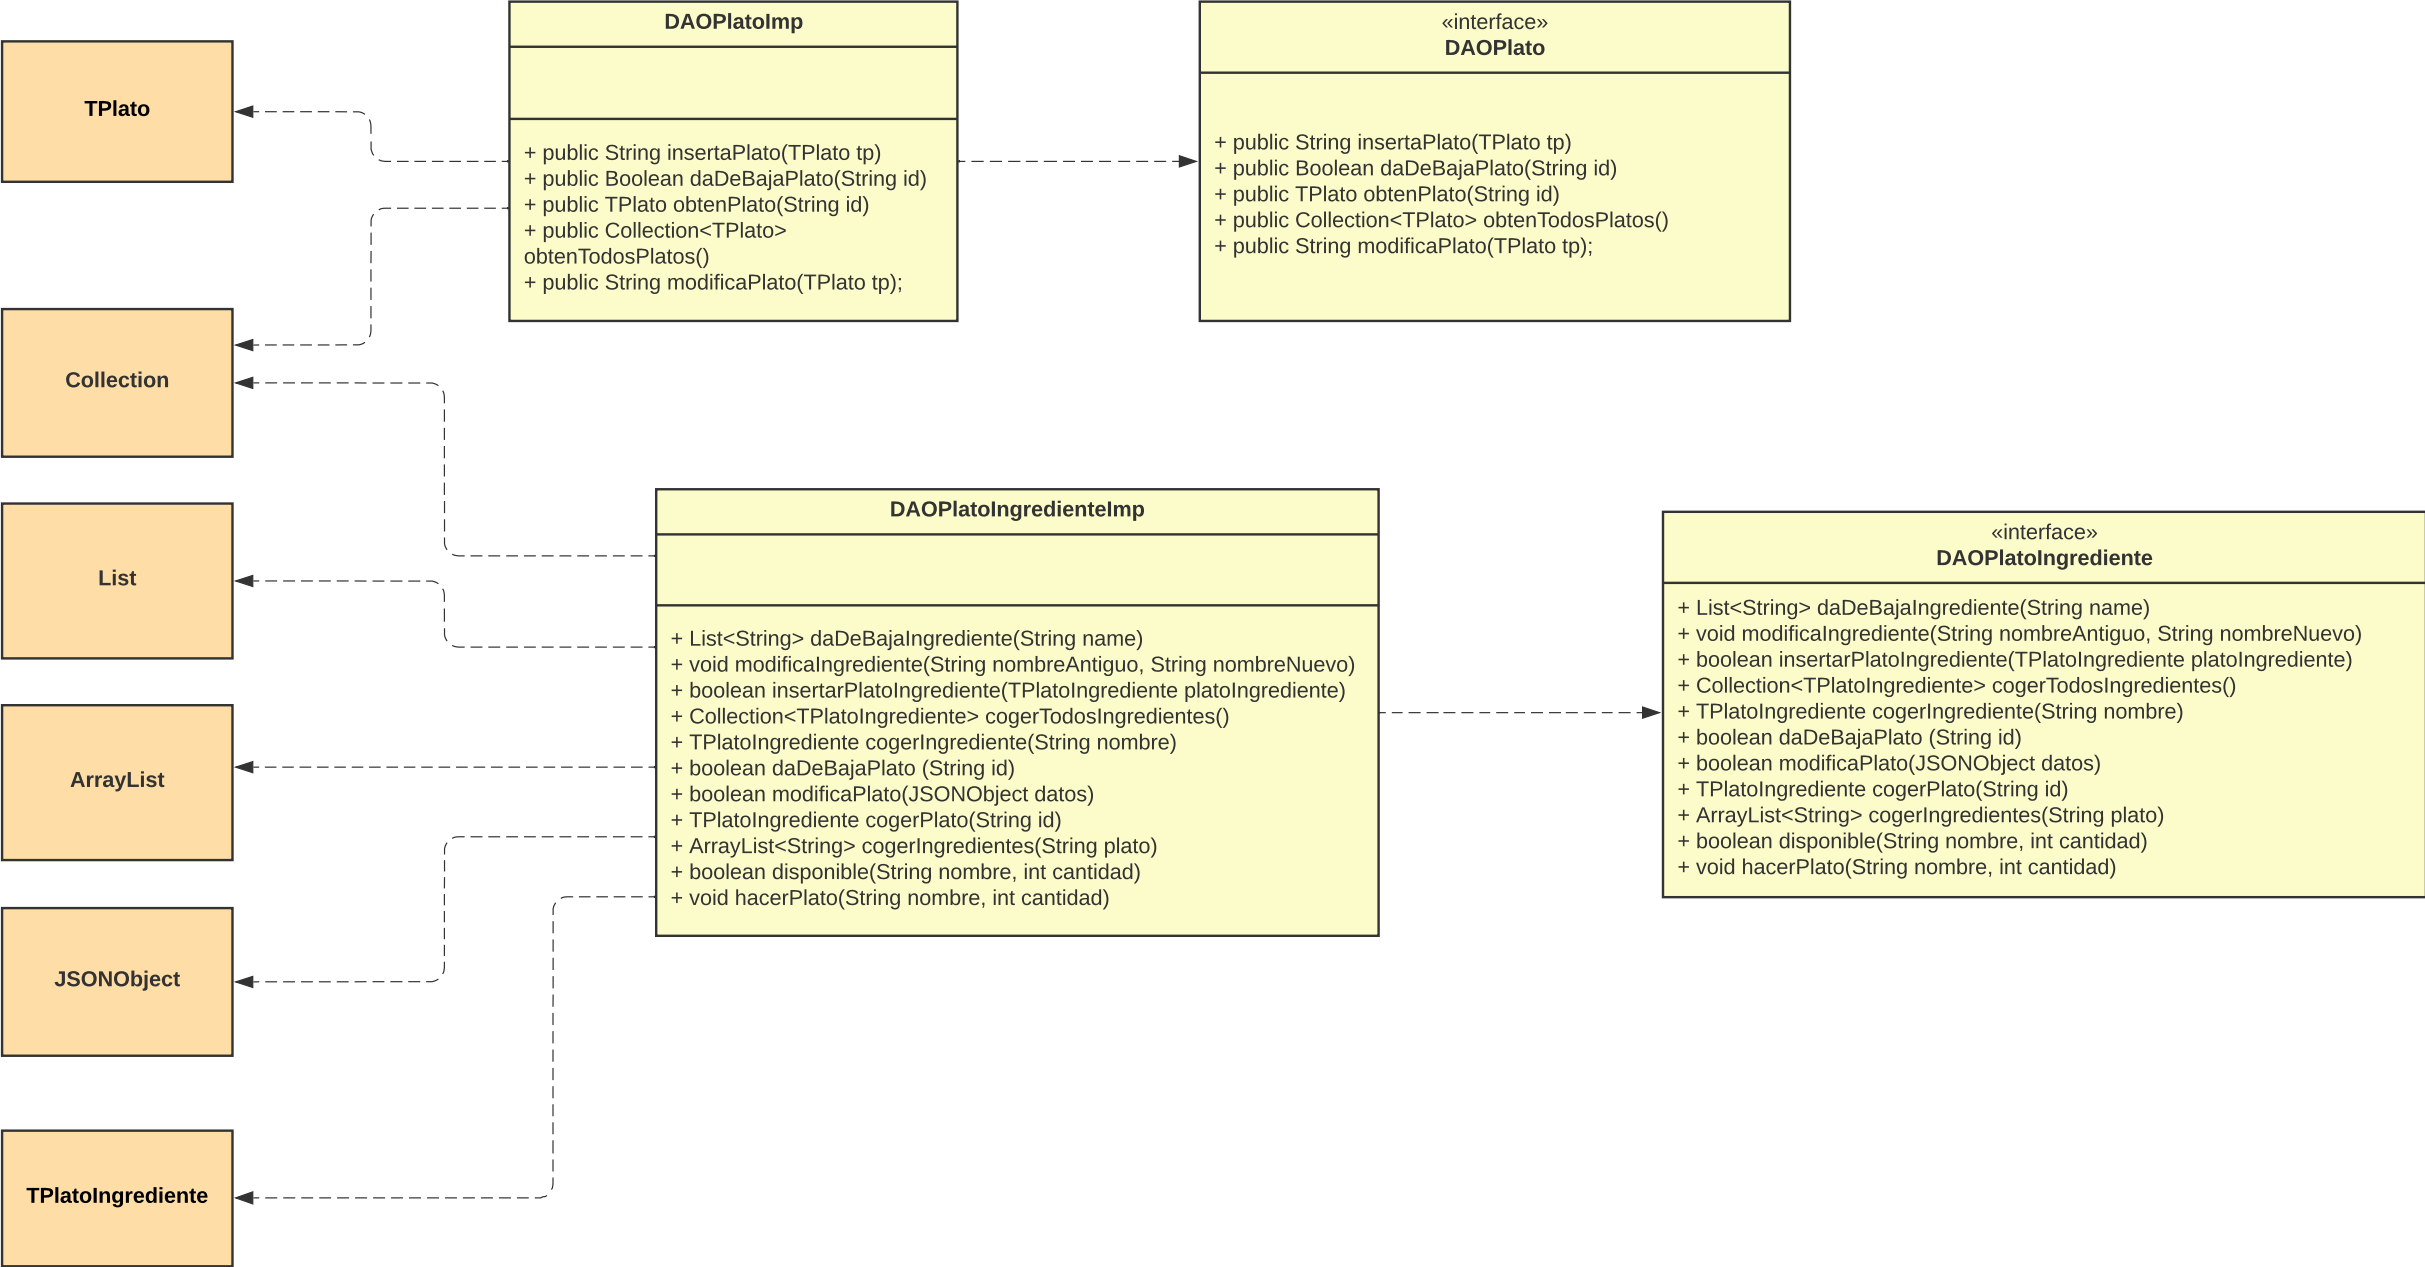 TPlato
Collection
List
ArrayList
JSONObject
TPlatoIngrediente
DAOPlatoImp
+ public String insertaPlato(TPlato tp)
+ public Boolean daDeBajaPlato(String id)
+ public TPlato obtenPlato(String id)
+ public Collection<TPlato>
obtenTodosPlatos()
+ public String modificaPlato(TPlato tp);
«interface»
DAOPlato
+ public String insertaPlato(TPlato tp)
+ public Boolean daDeBajaPlato(String id)
+ public TPlato obtenPlato(String id)
+ public Collection<TPlato> obtenTodosPlatos()
+ public String modificaPlato(TPlato tp);
DAOPlatoIngredienteImp
+ List<String> daDeBajaIngrediente(String name)
+ void modificaIngrediente(String nombreAntiguo, String nombreNuevo)
+ boolean insertarPlatoIngrediente(TPlatoIngrediente platoIngrediente)
+ Collection<TPlatoIngrediente> cogerTodosIngredientes()
+ TPlatoIngrediente cogerIngrediente(String nombre)
+ boolean daDeBajaPlato (String id)
+ boolean modificaPlato(JSONObject datos)
+ TPlatoIngrediente cogerPlato(String id)
+ ArrayList<String> cogerIngredientes(String plato)
+ boolean disponible(String nombre, int cantidad)
+ void hacerPlato(String nombre, int cantidad)
«interface»
DAOPlatoIngrediente
+ List<String> daDeBajaIngrediente(String name)
+ void modificaIngrediente(String nombreAntiguo, String nombreNuevo)
+ boolean insertarPlatoIngrediente(TPlatoIngrediente platoIngrediente)
+ Collection<TPlatoIngrediente> cogerTodosIngredientes()
+ TPlatoIngrediente cogerIngrediente(String nombre)
+ boolean daDeBajaPlato (String id)
+ boolean modificaPlato(JSONObject datos)
+ TPlatoIngrediente cogerPlato(String id)
+ ArrayList<String> cogerIngredientes(String plato)
+ boolean disponible(String nombre, int cantidad)
+ void hacerPlato(String nombre, int cantidad)